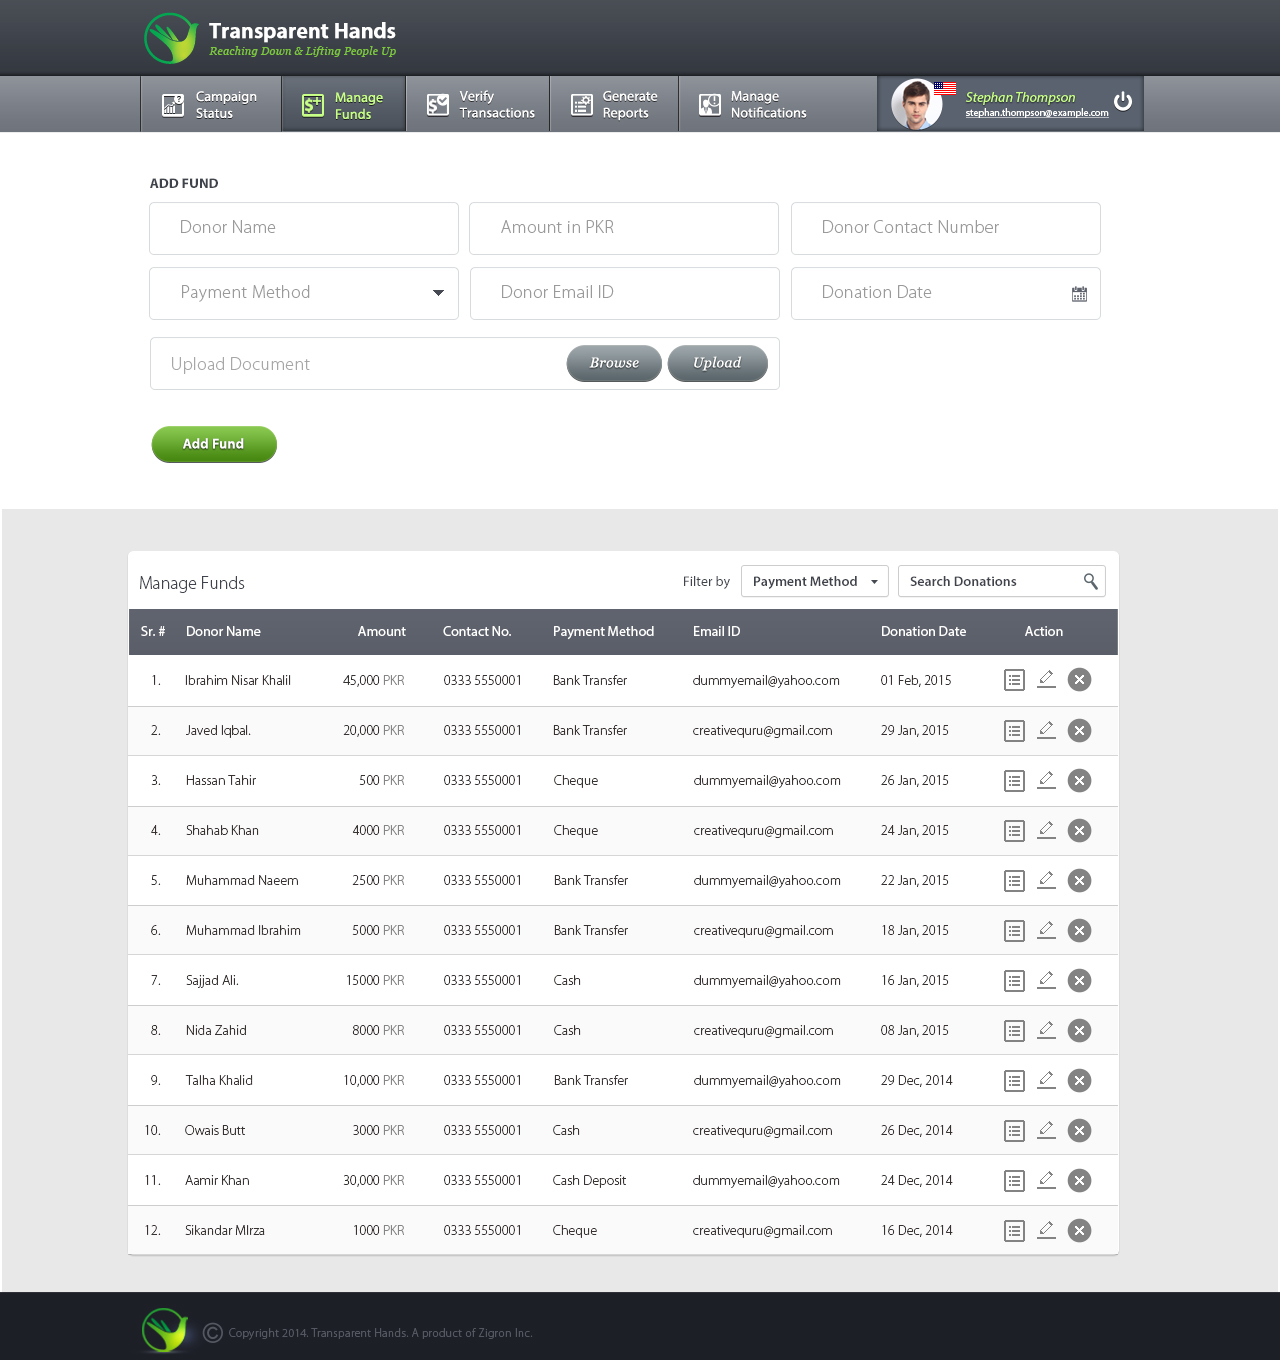 Transparent Hands
Reaching Down & Lifting People Up
Campaign Status
Manage Funds
Verify Transactions
Generate Reports
Manage Notifications
Stephan Thompson
stephan.thompson@example.com
ADD FUND
Donor Name
Amount in PKR
Donor Contact Number
Payment Method
Donor Email ID
Donation Date
Upload Document
Browse
Upload
Add Fund
Manage Funds
Filter by
Payment Method
Search Donations
Sr. # Donor Name Amount Contact No. Payment Method Email ID Donation Date Action
1. Ibrahim Nisar Khalil 45,000 PKR 0333 5550001 Bank Transfer dummyemail@yahoo.com 01 Feb, 2015
2. Javed Iqbal. 20,000 PKR 0333 5550001 Bank Transfer creativequru@gmail.com 29 Jan, 2015
3. Hassan Tahir 500 PKR 0333 5550001 Cheque dummyemail@yahoo.com 26 Jan, 2015
4. Shahab Khan 4000 PKR 0333 5550001 Cheque creativequru@gmail.com 24 Jan, 2015
5. Muhammad Naeem 2500 PKR 0333 5550001 Bank Transfer dummyemail@yahoo.com 22 Jan, 2015
6. Muhammad Ibrahim 5000 PKR 0333 5550001 Bank Transfer creativequru@gmail.com 18 Jan, 2015
7. Sajjad Ali. 15000 PKR 0333 5550001 Cash dummyemail@yahoo.com 16 Jan, 2015
8. Nida Zahid 8000 PKR 0333 5550001 Cash creativequru@gmail.com 08 Jan, 2015
9. Talha Khalid 10,000 PKR 0333 5550001 Bank Transfer dummyemail@yahoo.com 29 Dec, 2014
10. Owais Butt 3000 PKR 0333 5550001 Cash creativequru@gmail.com 26 Dec, 2014
11. Aamir Khan 30,000 PKR 0333 5550001 Cash Deposit dummyemail@yahoo.com 24 Dec, 2014
12. Sikandar MIrza 1000 PKR 0333 5550001 Cheque creativequru@gmail.com 16 Dec, 2014
© Copyright 2014. Transparent Hands. A product of Zigron Inc.